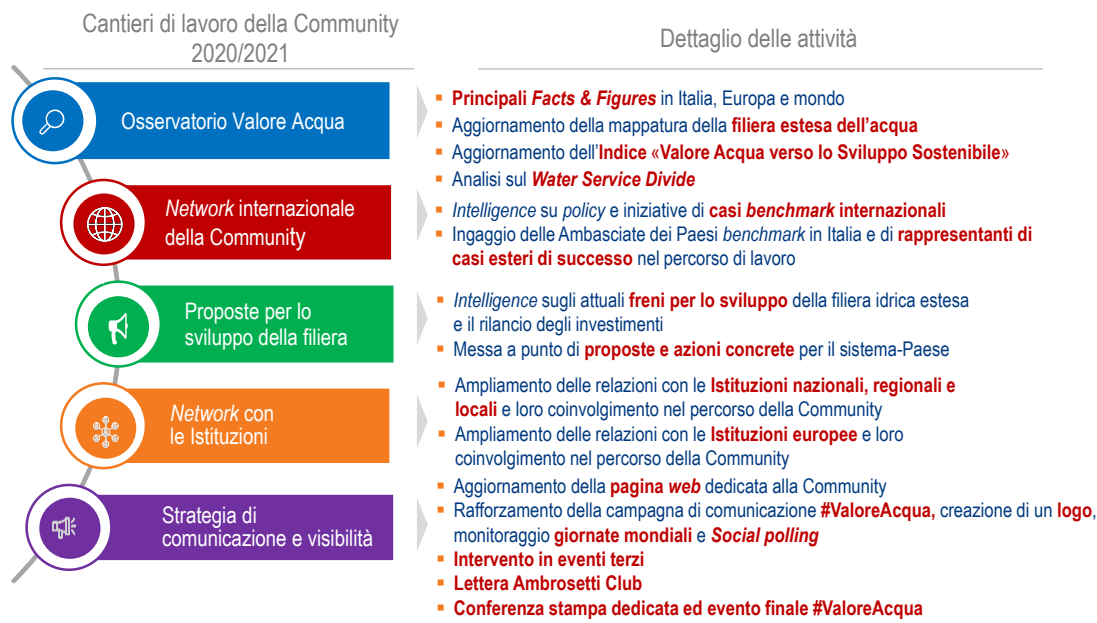 Cantieri di lavoro della Community
2020/2021
Dettaglio delle attività
Osservatorio Valore Acqua
▪ Principali Facts & Figures in Italia, Europa e mondo
▪ Aggiornamento della mappatura della filiera estesa dell'acqua
▪ Aggiornamento dell'Indice «Valore Acqua verso lo Sviluppo Sostenibile»
▪ Analisi sul Water Service Divide
Network internazionale
della Community
▪ Intelligence su policy e iniziative di casi benchmark internazionali
▪ Ingaggio delle Ambasciate dei Paesi benchmark in Italia e di rappresentanti di
casi esteri di successo nel percorso di lavoro
Proposte per lo
sviluppo della filiera
▪ Intelligence sugli attuali freni per lo sviluppo della filiera idrica estesa
e il rilancio degli investimenti
▪ Messa a punto di proposte e azioni concrete per il sistema-Paese
Network con
le Istituzioni
▪ Ampliamento delle relazioni con le Istituzioni nazionali, regionali e
locali e loro coinvolgimento nel percorso della Community
▪ Ampliamento delle relazioni con le Istituzioni europee e loro
coinvolgimento nel percorso della Community
Strategia di
comunicazione e visibilità
▪ Aggiornamento della pagina web dedicata alla Community
▪ Rafforzamento della campagna di comunicazione #ValoreAcqua, creazione di un logo,
monitoraggio giornate mondiali e Social polling
▪ Intervento in eventi terzi
▪ Lettera Ambrosetti Club
▪ Conferenza stampa dedicata ed evento finale #ValoreAcqua